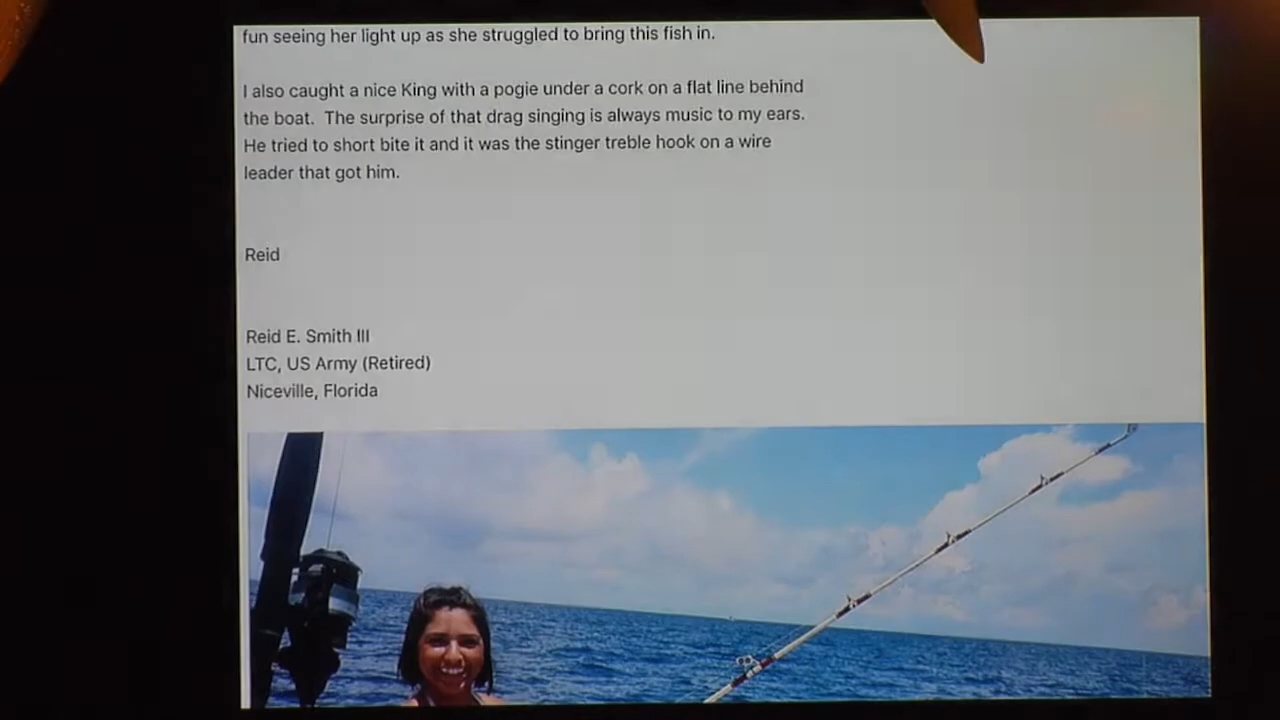 fun seeing her light up as she struggled to bring this fish in.
I also caught a nice King with a pogie under a cork on a flat line behind
the boat.  The surprise of that drag singing is always music to my ears.
He tried to short bite it and it was the stinger treble hook on a wire
leader that got him.
Reid
Reid E. Smith III
LTC, US Army (Retired)
Niceville, Florida